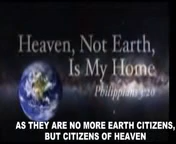 Heaven, Not Earth,
Is My Home
Philippians 3:20
AS THEY ARE NO MORE EARTH CITIZENS,
BUT CITIZENS OF HEAVEN